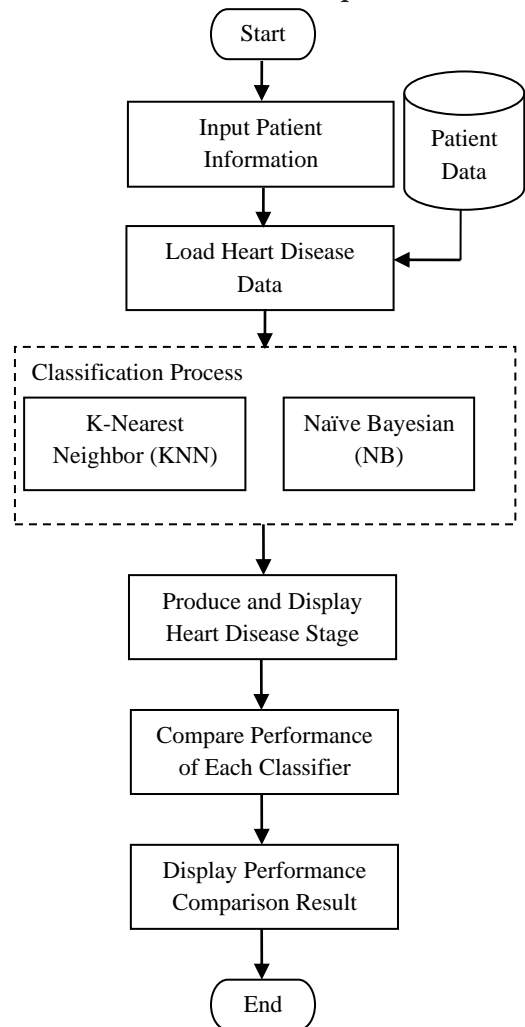 Start
Input Patient
Information
Patient
Data
Load Heart Disease
Data
Classification Process
K-Nearest
Neighbor (KNN)
Naïve Bayesian
(NB)
Produce and Display
Heart Disease Stage
Compare Performance
of Each Classifier
Display Performance
Comparison Result
End